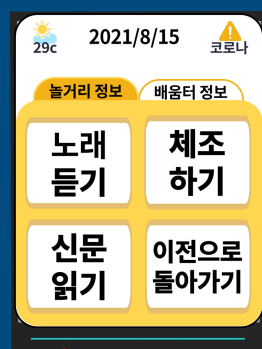 29c 2021/8/15 코로나
놀거리 정보 배움터 정보
노래
듣기
체조
하기
신문
읽기
이전으로
돌아가기